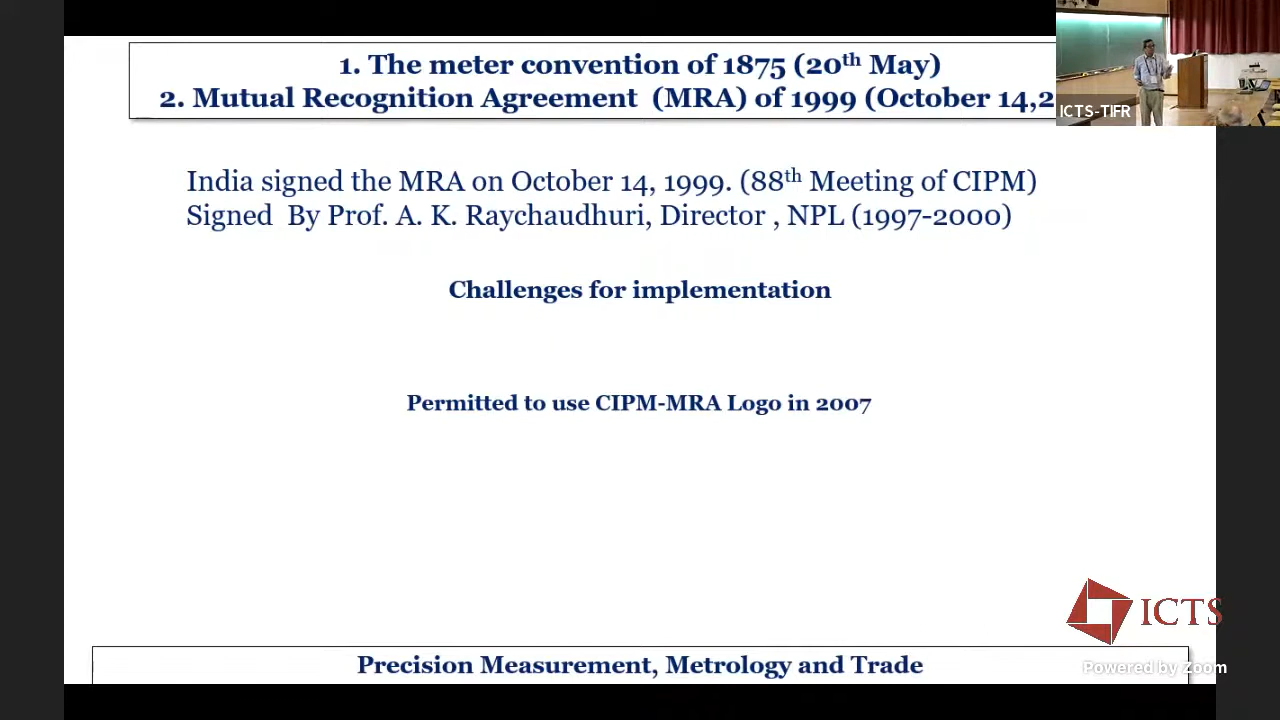 1. The meter convention of 1875 (20th May)
2. Mutual Recognition Agreement (MRA) of 1999 (October 14,2
ICTS-TIFR
India signed the MRA on October 14, 1999. (88th Meeting of CIPM)
Signed By Prof. A. K. Raychaudhuri, Director , NPL (1997-2000)
Challenges for implementation
Permitted to use CIPM-MRA Logo in 2007
ICTS
Precision Measurement, Metrology and Trade
Powered by Zoom